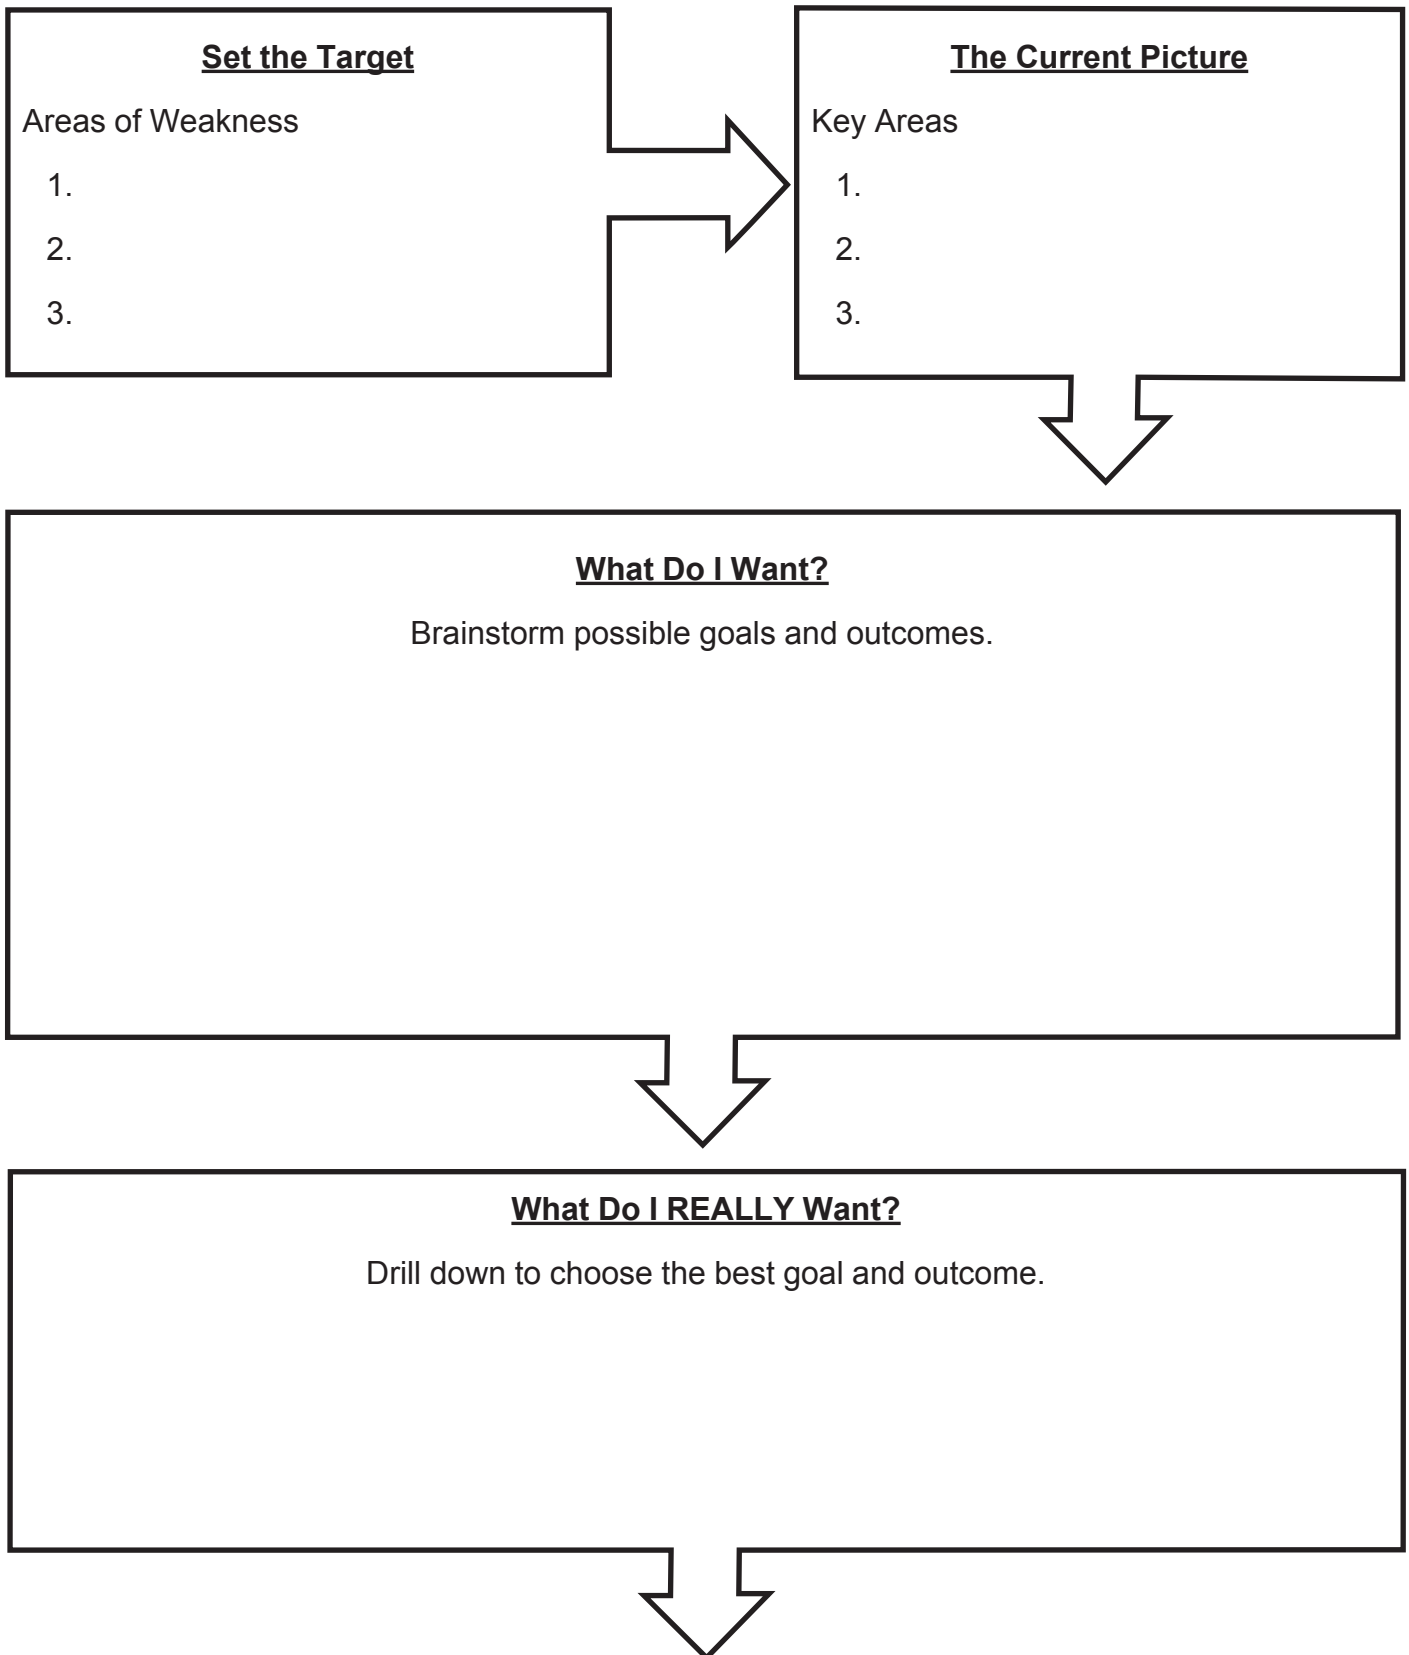 Set the Target
Areas of Weakness
1.
2.
3.
The Current Picture
Key Areas
1.
2.
3.
What Do I Want?
Brainstorm possible goals and outcomes.
What Do I REALLY Want?
Drill down to choose the best goal and outcome.